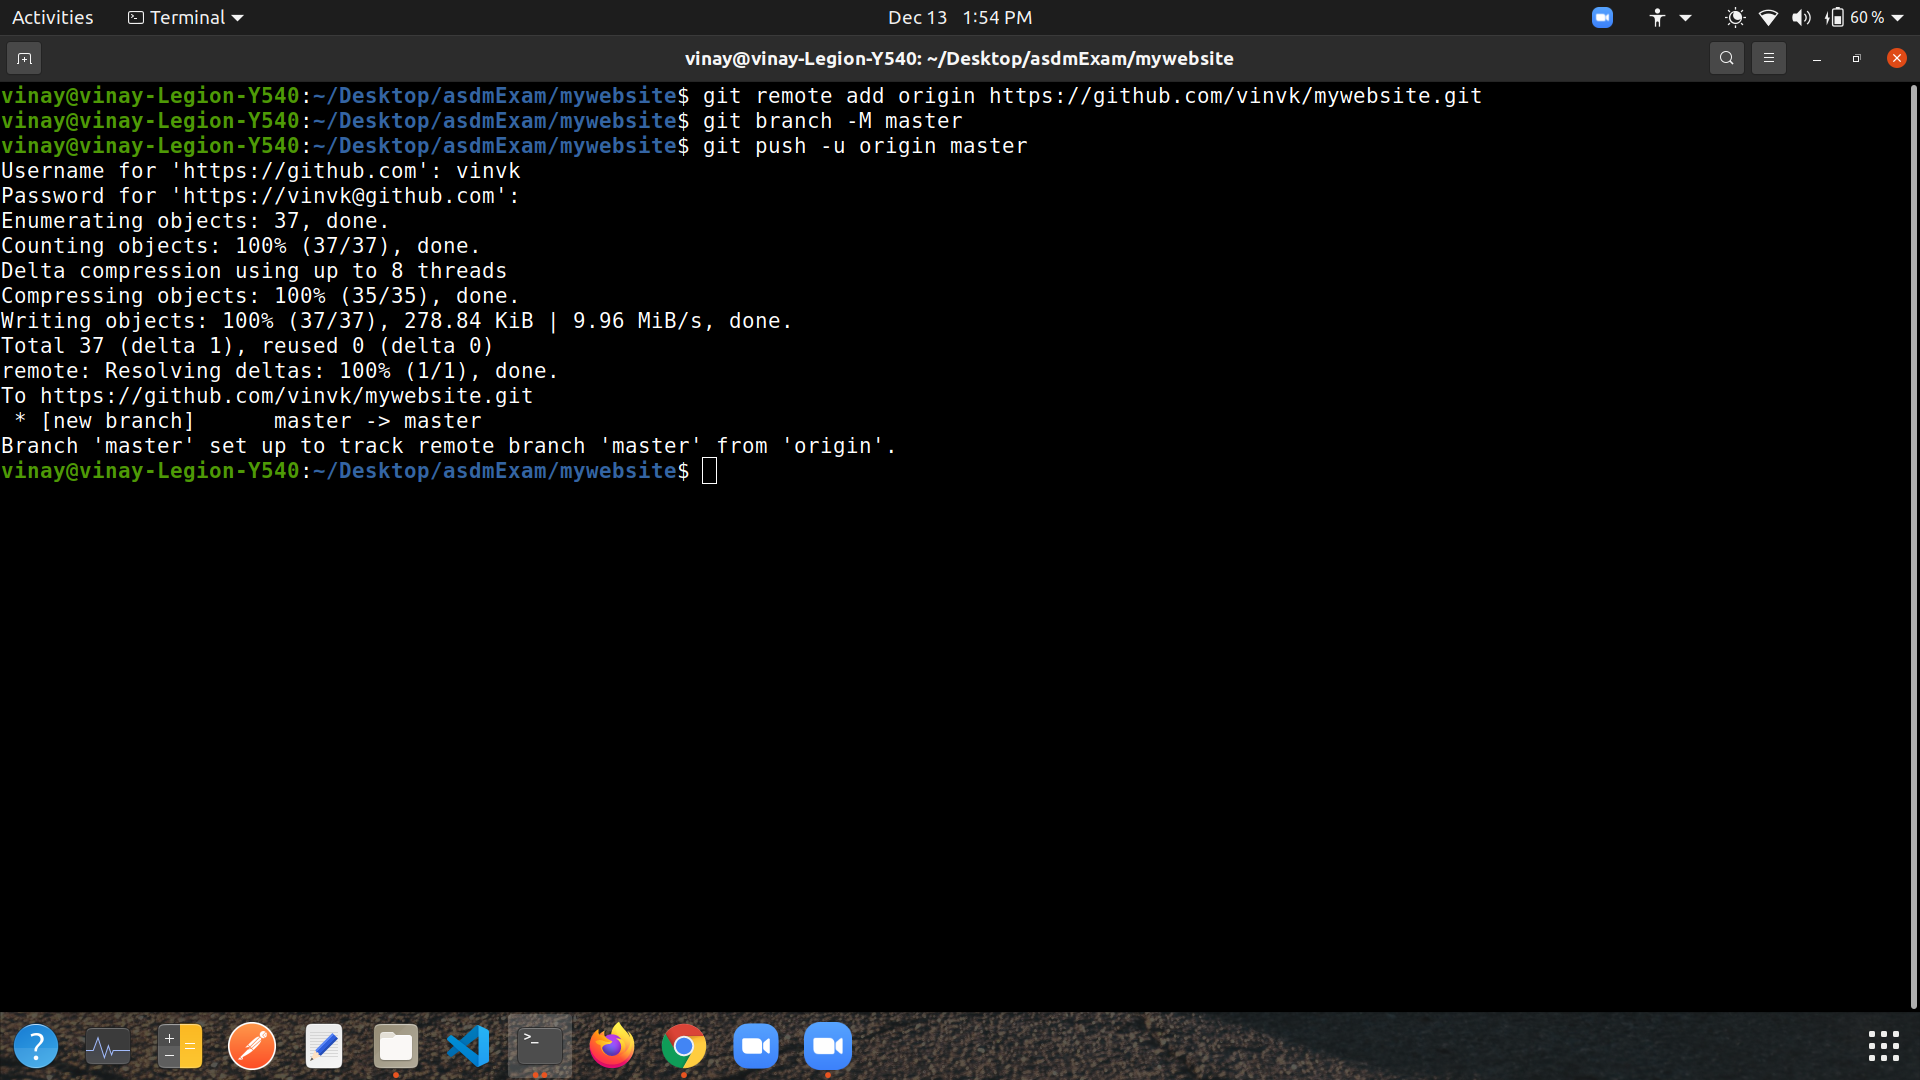 Activities Terminal Dec 13 1:54 PM 60 %
vinay@vinay-Legion-Y540: ~/Desktop/asdmExam/mywebsite
vinay@vinay-Legion-Y540:~/Desktop/asdmExam/mywebsite$ git remote add origin https://github.com/vinvk/mywebsite.git
vinay@vinay-Legion-Y540:~/Desktop/asdmExam/mywebsite$ git branch -M master
vinay@vinay-Legion-Y540:~/Desktop/asdmExam/mywebsite$ git push -u origin master
Username for 'https://github.com': vinvk
Password for 'https://vinvk@github.com':
Enumerating objects: 37, done.
Counting objects: 100% (37/37), done.
Delta compression using up to 8 threads
Compressing objects: 100% (35/35), done.
Writing objects: 100% (37/37), 278.84 KiB | 9.96 MiB/s, done.
Total 37 (delta 1), reused 0 (delta 0)
remote: Resolving deltas: 100% (1/1), done.
To https://github.com/vinvk/mywebsite.git
 * [new branch]      master -> master
Branch 'master' set up to track remote branch 'master' from 'origin'.
vinay@vinay-Legion-Y540:~/Desktop/asdmExam/mywebsite$